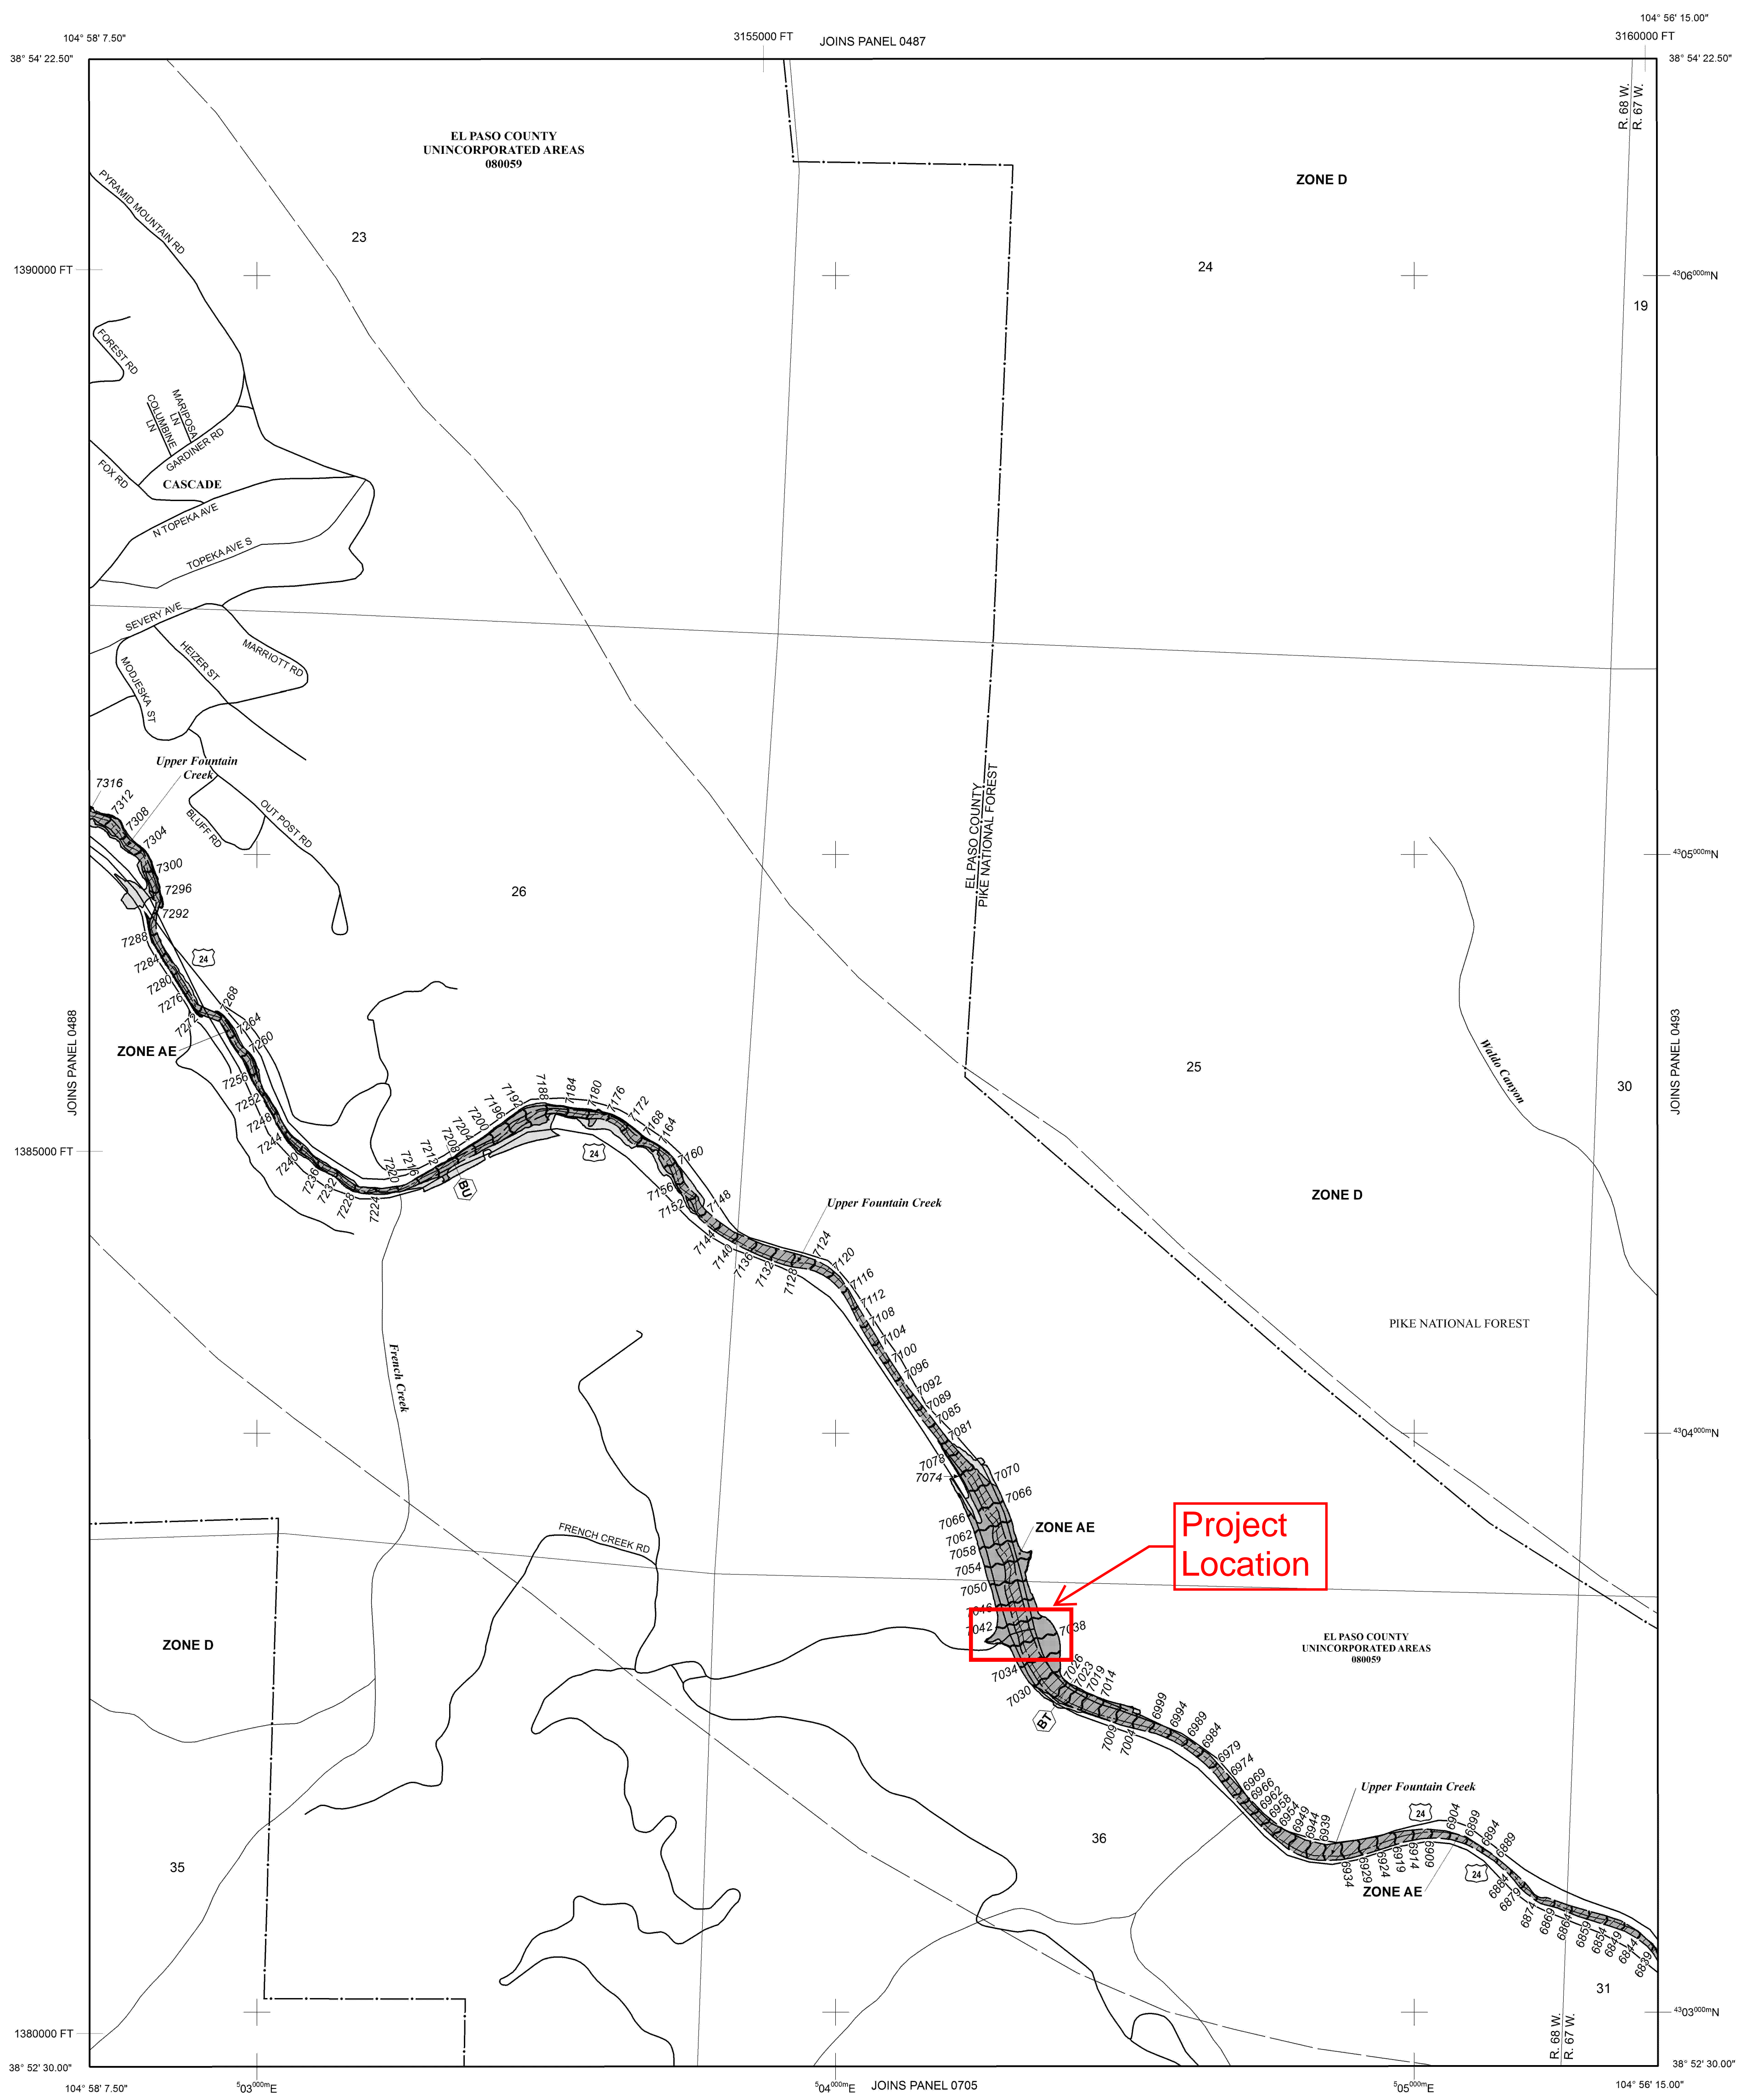 104° 58' 7.50"
3155000 FT
JOINS PANEL 0487
104° 56' 15.00"
3160000 FT
38° 54' 22.50"
38° 54' 22.50"
R. 68 W.
R. 67 W.
EL PASO COUNTY
UNINCORPORATED AREAS
080059
ZONE D
PYRAMID MOUNTAIN RD
23
24
1390000 FT
4306000mN
19
FOREST RD
MARIPOSA
LN
COLUMBINE
LN
GARDINER RD
FOX RD
CASCADE
N TOPEKA AVE
TOPEKA AVE S
SEVERY AVE
HEIZER ST
MARRIOTT RD
MODJESKA ST
Upper Fountain
Creek
OUT POST RD
BLUFF RD
EL PASO COUNTY
PIKE NATIONAL FOREST
4305000mN
7316
7312
7308
7304
7300
7296
7292
7288
7284
7280
7276
7272
7268
7264
7260
7256
7252
7248
7244
7240
7236
7232
7228
7224
7220
7216
7212
7208
7204
7200
7196
7192
7188
7184
7180
7176
7172
7168
7164
7160
7156
7152
7148
7144
7140
7136
7132
7128
7124
7120
7116
7112
7108
7104
7100
7096
7092
7089
7085
7081
7078
7074
7070
7066
7066
7062
7058
7054
7050
7046
7042
7038
7034
7030
7026
7023
7019
7014
7009
7004
6999
6994
6989
6984
6979
6974
6969
6966
6962
6958
6954
6949
6944
6939
6934
6929
6924
6919
6914
6909
6904
6899
6894
6889
6884
6879
6874
6869
6864
6859
6854
6849
6844
6839
26
24
ZONE AE
JOINS PANEL 0488
JOINS PANEL 0493
Waldo Canyon
25
30
1385000 FT
24
BU
Upper Fountain Creek
ZONE D
PIKE NATIONAL FOREST
French Creek
4304000mN
FRENCH CREEK RD
ZONE AE
Project
Location
ZONE D
EL PASO COUNTY
UNINCORPORATED AREAS
080059
BT
Upper Fountain Creek
24
24
ZONE AE
36
35
31
4303000mN
1380000 FT
R. 68 W.
R. 67 W.
38° 52' 30.00"
38° 52' 30.00"
104° 58' 7.50"
503000mE
504000mE
JOINS PANEL 0705
505000mE
104° 56' 15.00"